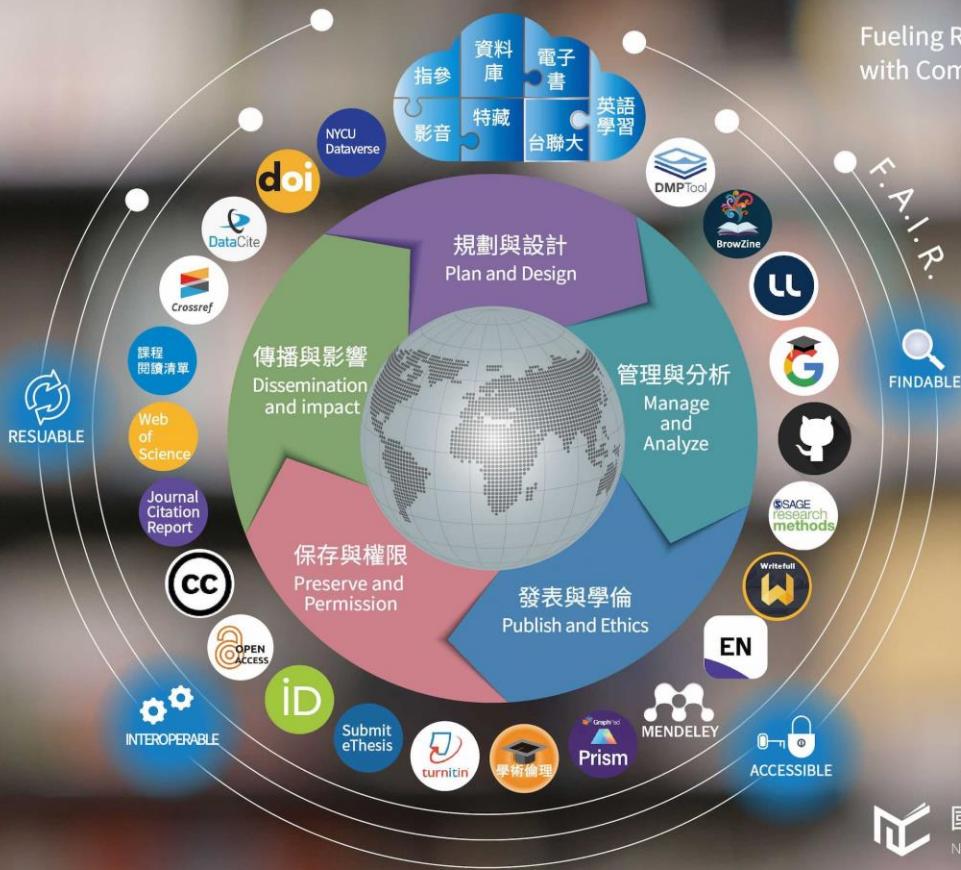 Fueling R
with Com
資料
庫
電子
書
指參
英語
學習
影音
特藏
台聯大
F.A.I.R.
NYCU
Dataverse
doi
DataCite
Crossref
課程
閱讀清單
Web
of
Science
Journal
Citation
Report
cc
OPEN
ACCESS
iD
Submit
eThesis
turnitin
學術倫理
GraphPad
Prism
MENDELEY
EN
Writefull
W
SAGE
research
methods
G
LL
BrowZine
DMPTool
規劃與設計
Plan and Design
管理與分析
Manage
and
Analyze
發表與學倫
Publish and Ethics
保存與權限
Preserve and
Permission
傳播與影響
Dissemination
and impact
FINDABLE
ACCESSIBLE
INTEROPERABLE
RESUABLE
國
N